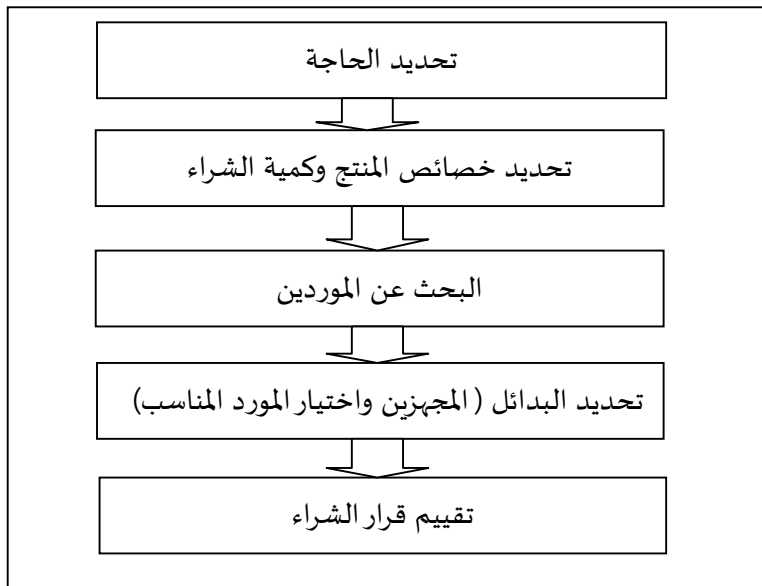 تحديد الحاجة
تحديد خصائص المنتج وكمية الشراء
البحث عن الموردين
تحديد البدائل ( المجهزين واختيار المورد المناسب)
تقييم قرار الشراء